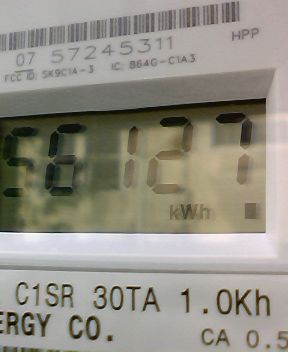 HPP
07 57245311
FCC ID: SK9C1A-3 IC: 864G-C1A3
56127
kWh
C1SR 30TA 1.0Kh
ERGY CO. CA 0.5